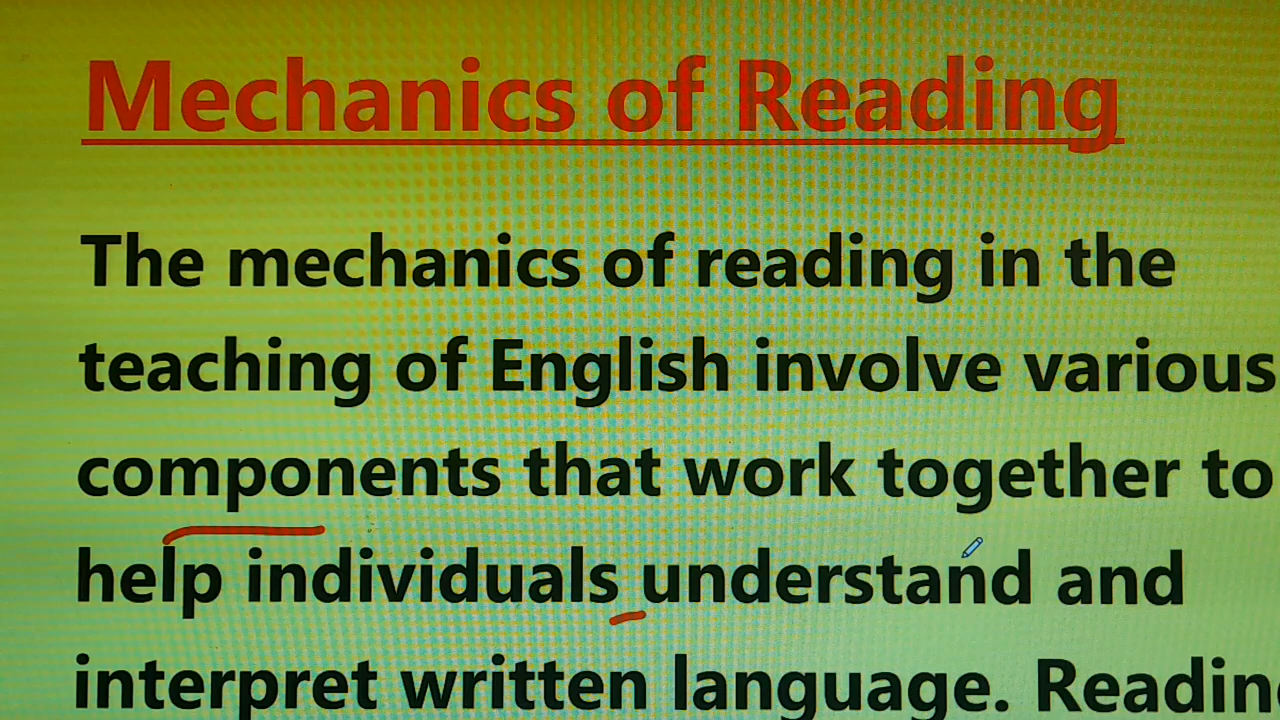 Mechanics of Reading
The mechanics of reading in the
teaching of English involve various
components that work together to
help individuals understand and
interpret written language. Reading